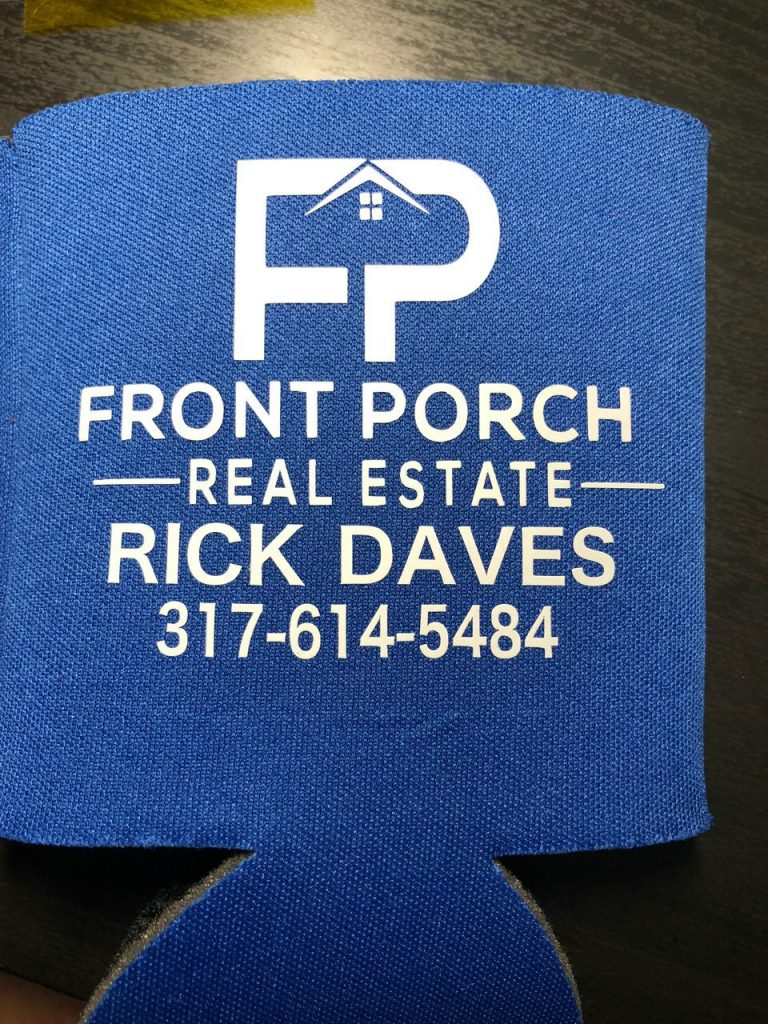 FP
FRONT PORCH
REAL ESTATE
RICK DAVES
317-614-5484